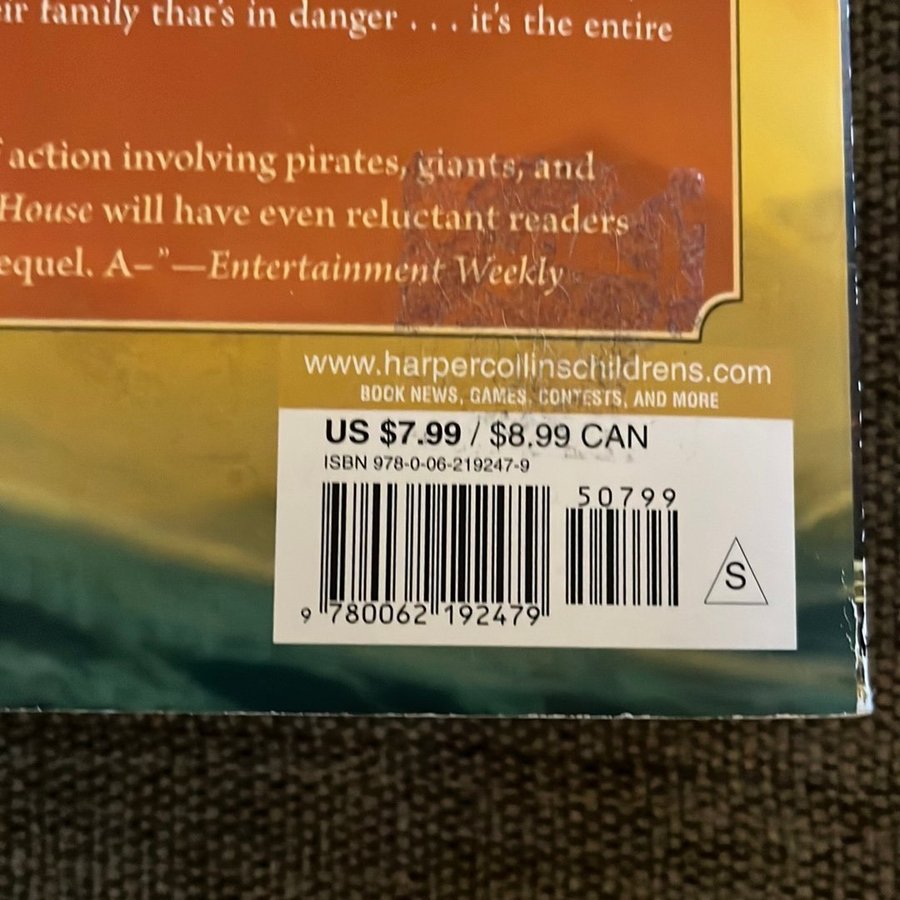 eir family that's in danger . . . it's the entire
action involving pirates, giants, and
House will have even reluctant readers
equel. A–”—Entertainment Weekly
www.harpercollinschildrens.com
BOOK NEWS, GAMES, CONTESTS, AND MORE
US $7.99 / $8.99 CAN
ISBN 978-0-06-219247-9
50799
S
9 780062 192479